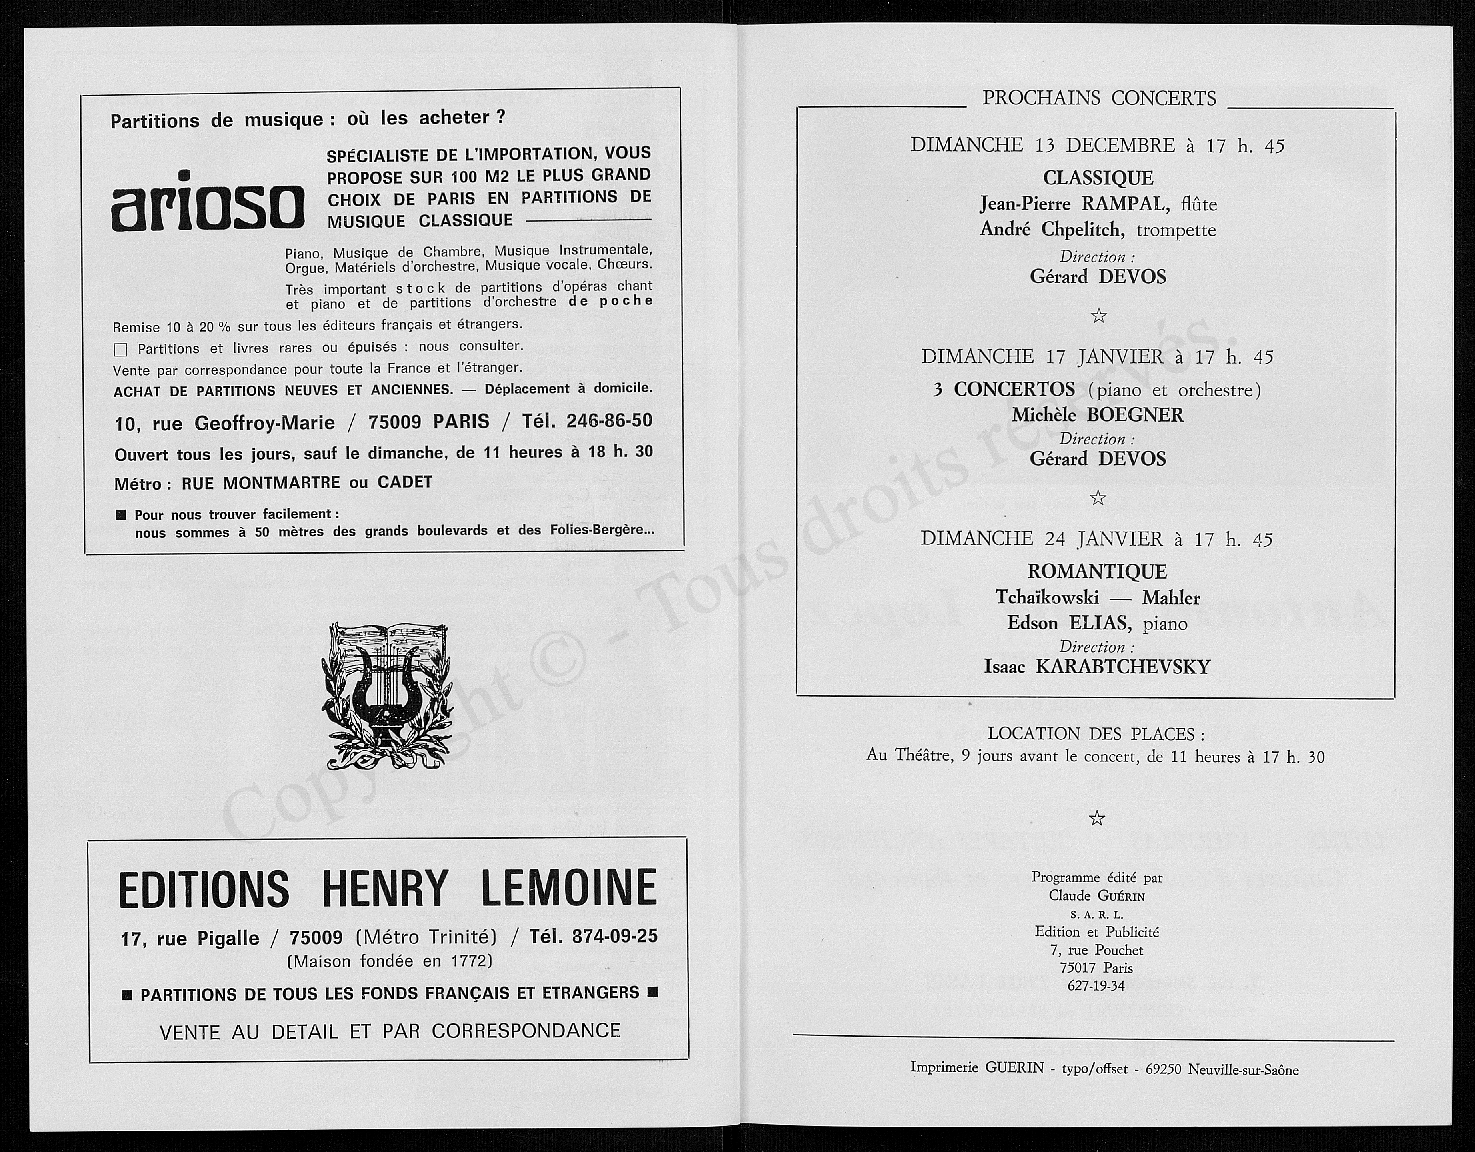 Partitions de musique : où les acheter ?
arioso
SPÉCIALISTE DE L'IMPORTATION, VOUS
PROPOSE SUR 100 M2 LE PLUS GRAND
CHOIX DE PARIS EN PARTITIONS DE
MUSIQUE CLASSIQUE
Piano, Musique de Chambre, Musique Instrumentale,
Orgue, Matériels d'orchestre, Musique vocale, Chœurs.
Très important stock de partitions d'opéras chant
et piano et de partitions d'orchestre de poche
Remise 10 à 20 % sur tous les éditeurs français et étrangers.
Partitions et livres rares ou épuisés : nous consulter.
Vente par correspondance pour toute la France et l'étranger.
ACHAT DE PARTITIONS NEUVES ET ANCIENNES. — Déplacement à domicile.
10, rue Geoffroy-Marie / 75009 PARIS / Tél. 246-86-50
Ouvert tous les jours, sauf le dimanche, de 11 heures à 18 h. 30
Métro : RUE MONTMARTRE ou CADET
■ Pour nous trouver facilement :
nous sommes à 50 mètres des grands boulevards et des Folies-Bergère...
EDITIONS HENRY LEMOINE
17, rue Pigalle / 75009 (Métro Trinité) / Tél. 874-09-25
(Maison fondée en 1772)
■ PARTITIONS DE TOUS LES FONDS FRANÇAIS ET ETRANGERS ■
VENTE AU DETAIL ET PAR CORRESPONDANCE
PROCHAINS CONCERTS
DIMANCHE 13 DECEMBRE à 17 h. 45
CLASSIQUE
Jean-Pierre RAMPAL, flûte
André Chpelitch, trompette
Direction :
Gérard DEVOS
DIMANCHE 17 JANVIER à 17 h. 45
3 CONCERTOS (piano et orchestre)
Michèle BOEGNER
Direction :
Gérard DEVOS
DIMANCHE 24 JANVIER à 17 h. 45
ROMANTIQUE
Tchaïkowski — Mahler
Edson ELIAS, piano
Direction :
Isaac KARABTCHEVSKY
LOCATION DES PLACES :
Au Théâtre, 9 jours avant le concert, de 11 heures à 17 h. 30
Programme édité par
Claude GUÉRIN
S. A. R. L.
Edition et Publicité
7, rue Pouchet
75017 Paris
627-19-34
Imprimerie GUERIN - typo/offset - 69250 Neuville-sur-Saône
Copyright © - Tous droits reservés.